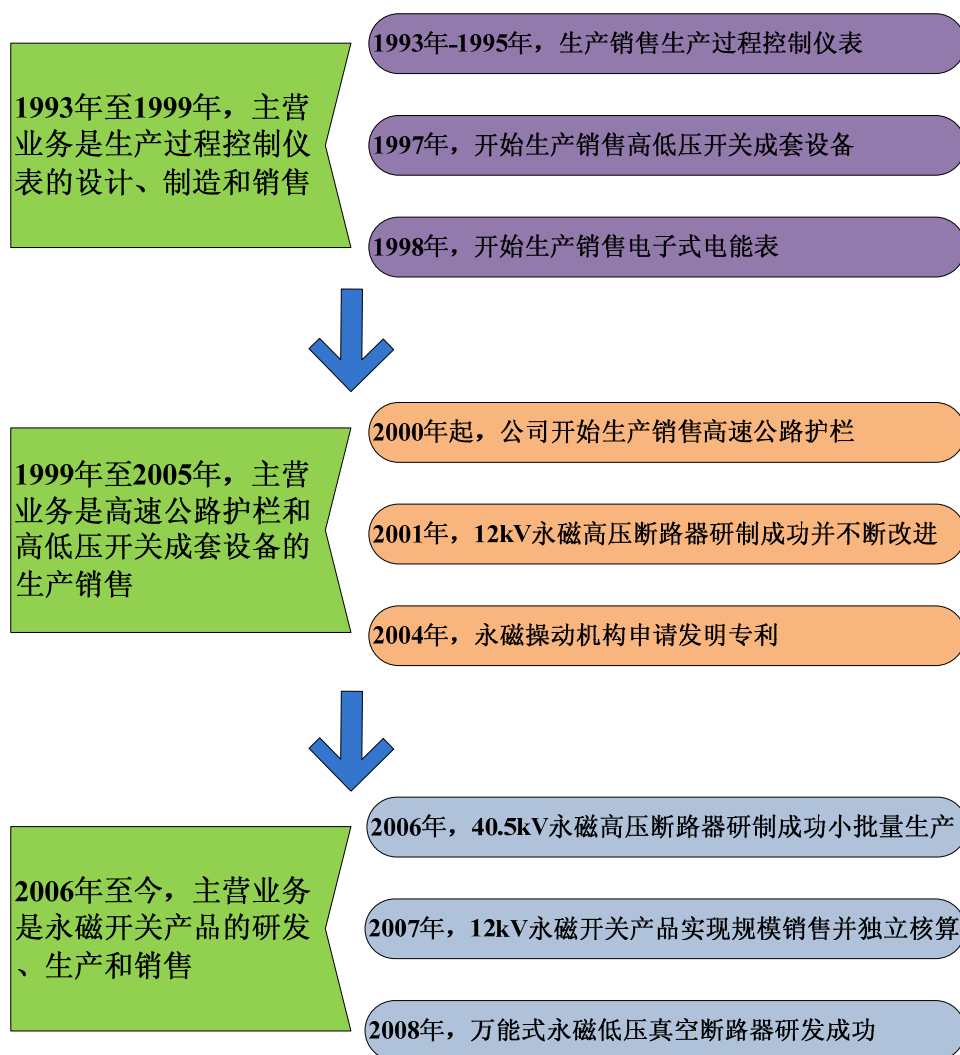 1993年至1999年，主营
业务是生产过程控制仪
表的设计、制造和销售
1993年-1995年，生产销售生产过程控制仪表
1997年，开始生产销售高低压开关成套设备
1998年，开始生产销售电子式电能表
1999年至2005年，主营
业务是高速公路护栏和
高低压开关成套设备的
生产销售
2000年起，公司开始生产销售高速公路护栏
2001年，12kV永磁高压断路器研制成功并不断改进
2004年，永磁操动机构申请发明专利
2006年至今，主营业务
是永磁开关产品的研发
、生产和销售
2006年，40.5kV永磁高压断路器研制成功小批量生产
2007年，12kV永磁开关产品实现规模销售并独立核算
2008年，万能式永磁低压真空断路器研发成功